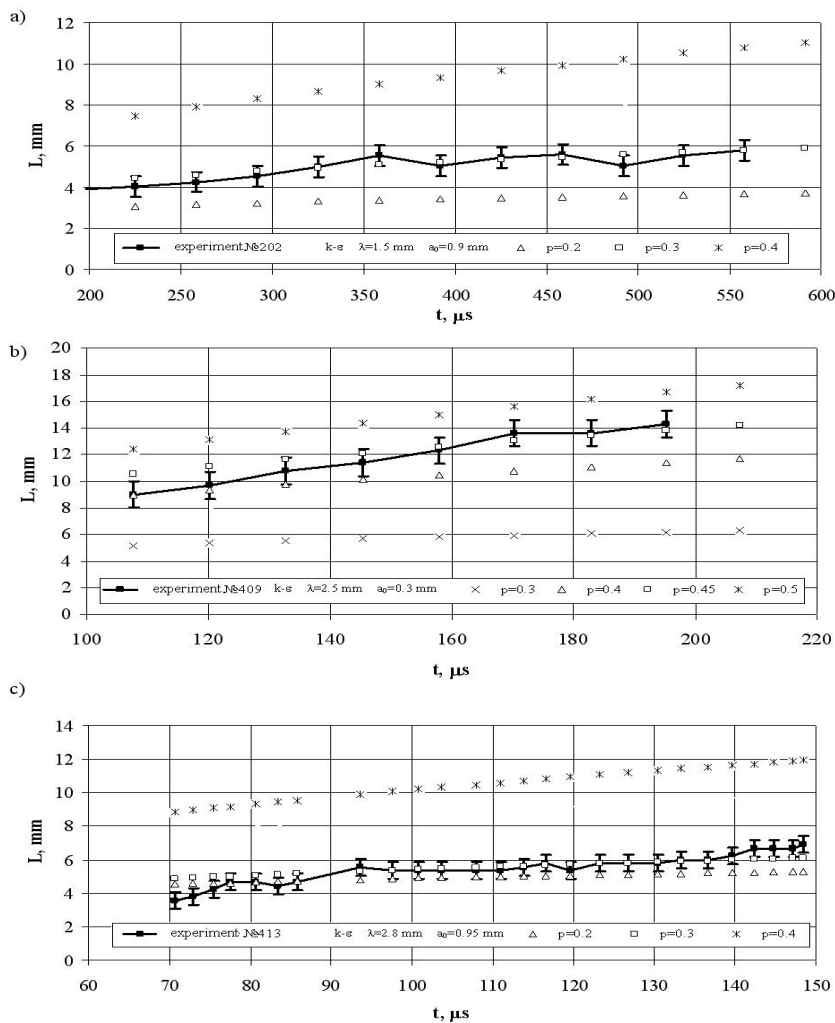 a)
12
10
8
6
4
2
0
L, mm
experiment №202 k-ε λ=1.5 mm a₀=0.9 mm p=0.2 p=0.3 p=0.4
200 250 300 350 400 450 500 550 600
t, μs
b)
20
18
16
14
12
10
8
6
4
2
0
L, mm
experiment №409 k-ε λ=2.5 mm a₀=0.3 mm p=0.3 p=0.4 p=0.45 p=0.5
100 120 140 160 180 200 220
t, μs
c)
14
12
10
8
6
4
2
0
L, mm
experiment №413 k-ε λ=2.8 mm a₀=0.95 mm p=0.2 p=0.3 p=0.4
60 70 80 90 100 110 120 130 140 150
t, μs